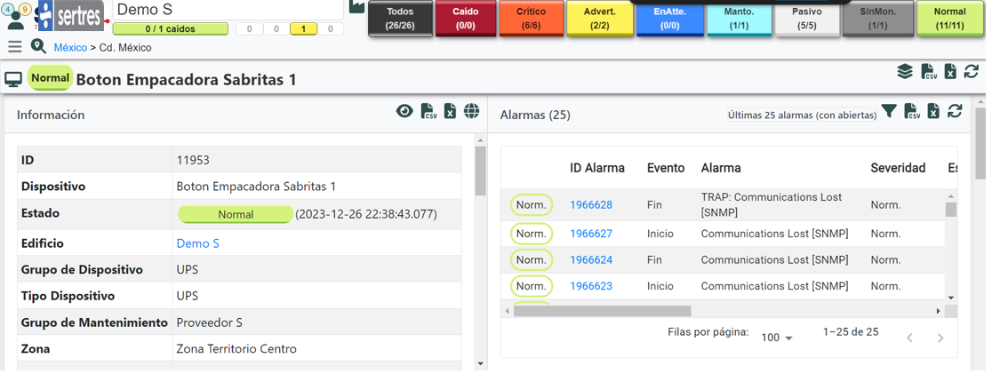 4 9
sertres
Demo S
0 / 1 caidos
0 0 1 0
Todos (26/26)
Caido (0/0)
Critico (6/6)
Advert. (2/2)
EnAtte. (0/0)
Manto. (1/1)
Pasivo (5/5)
SinMon. (1/1)
Normal (11/11)
México > Cd. México
Normal Boton Empacadora Sabritas 1
CSV
Información
CSV
Alarmas (25)
Últimas 25 alarmas (con abiertas)
CSV
ID 11953
Dispositivo Boton Empacadora Sabritas 1
Estado Normal (2023-12-26 22:38:43.077)
Edificio Demo S
Grupo de Dispositivo UPS
Tipo Dispositivo UPS
Grupo de Mantenimiento Proveedor S
Zona Zona Territorio Centro
ID Alarma Evento Alarma Severidad Es
Norm. 1966628 Fin TRAP: Communications Lost [SNMP] Norm.
Norm. 1966627 Inicio Communications Lost [SNMP] Norm.
Norm. 1966624 Fin Communications Lost [SNMP] Norm.
Norm. 1966623 Inicio Communications Lost [SNMP] Norm.
Filas por página: 100 1–25 de 25